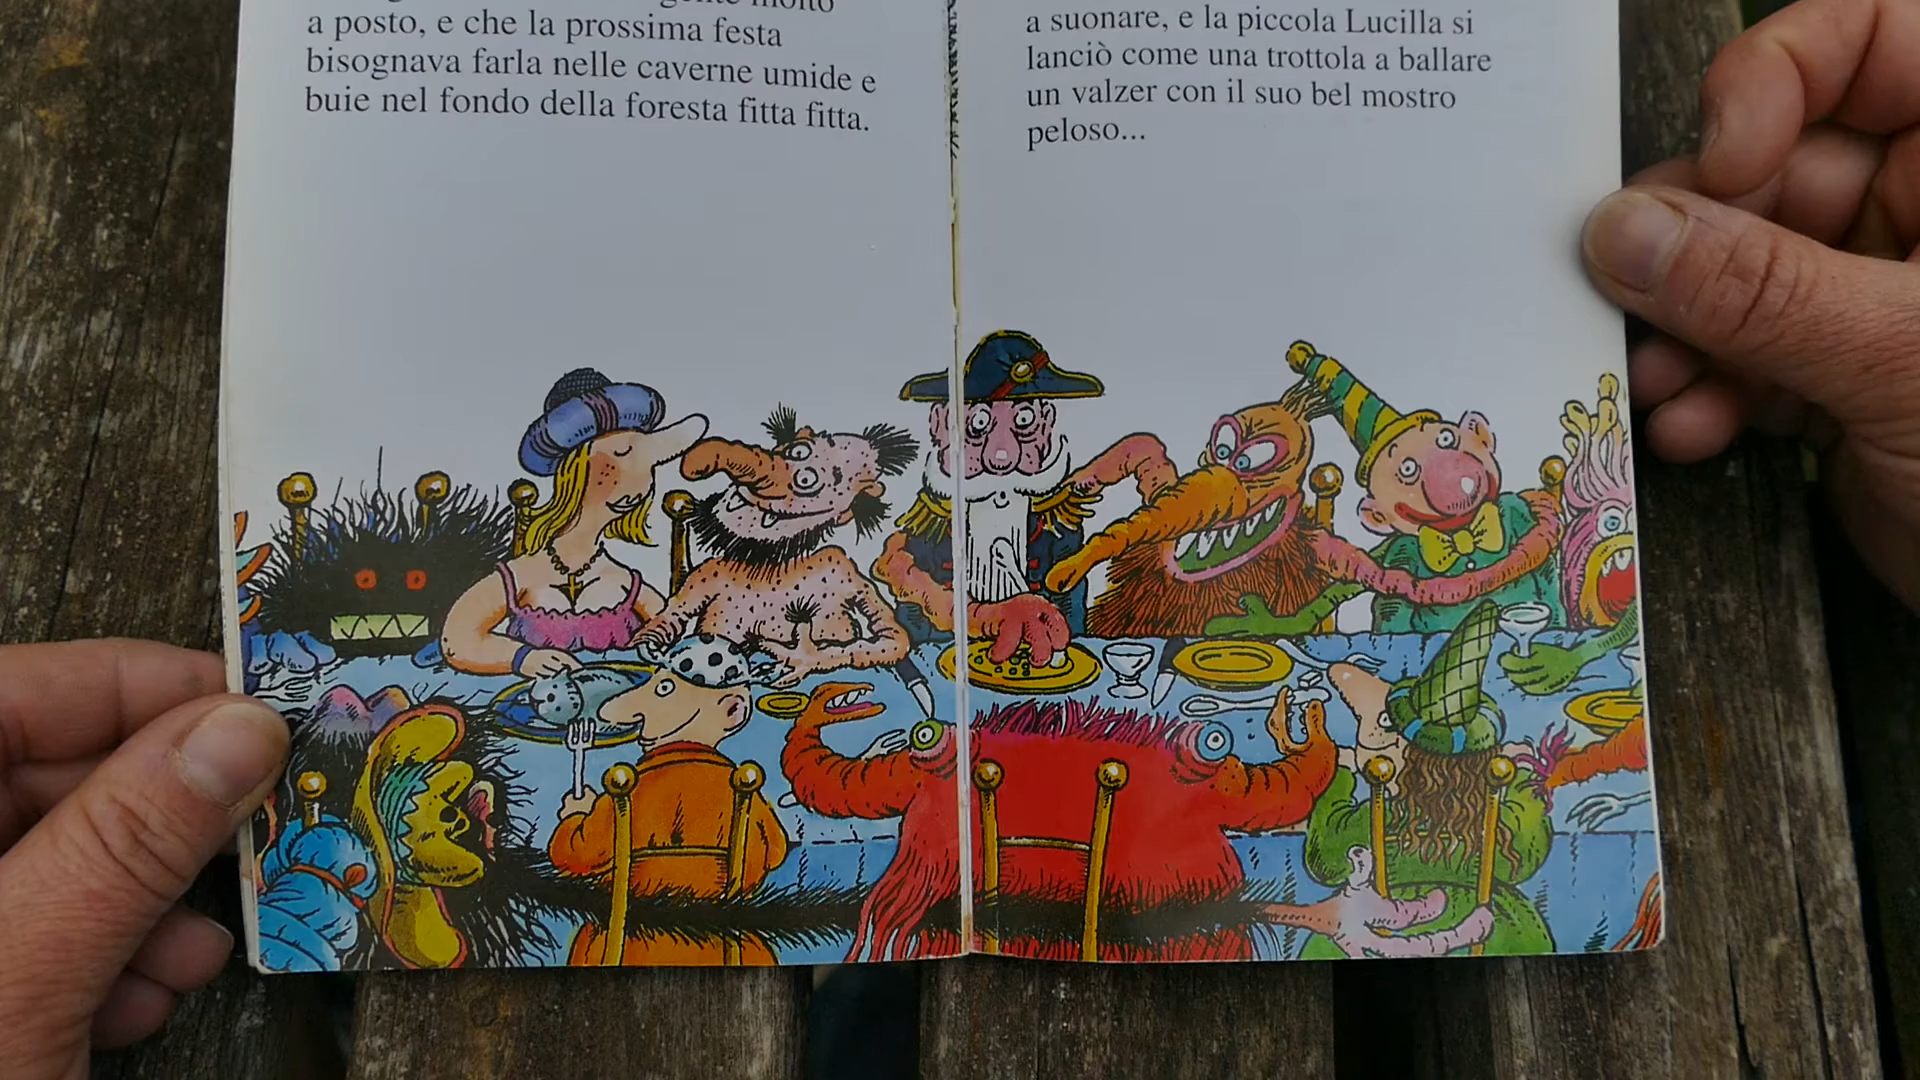 molto
a posto, e che la prossima festa
bisognava farla nelle caverne umide e
buie nel fondo della foresta fitta fitta.
a suonare, e la piccola Lucilla si
lanciò come una trottola a ballare
un valzer con il suo bel mostro
peloso...